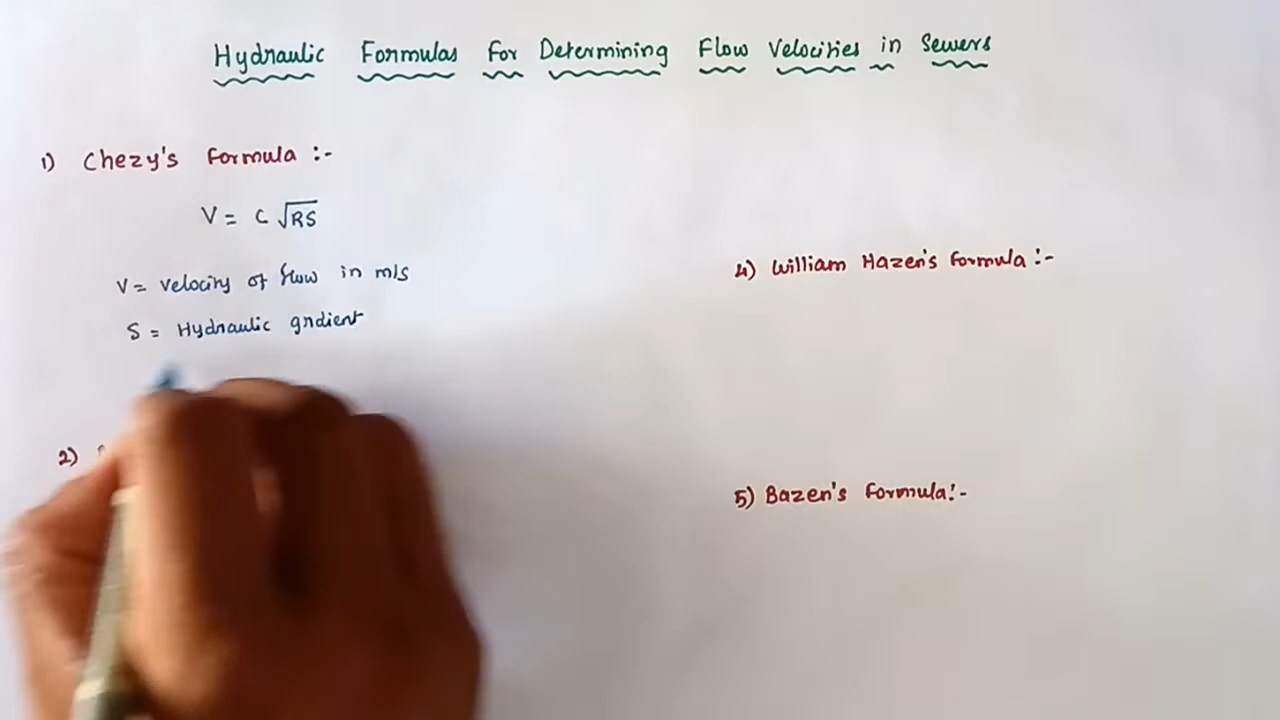 Hydraulic Formulas For Determining Flow Velocities in Sewers
1) Chezy's Formula :-
V = C √RS
V = velocity of flow in m/s
S = Hydraulic grdient
2)
4) William Hazen's Formula :-
5) Bazen's Formula :-